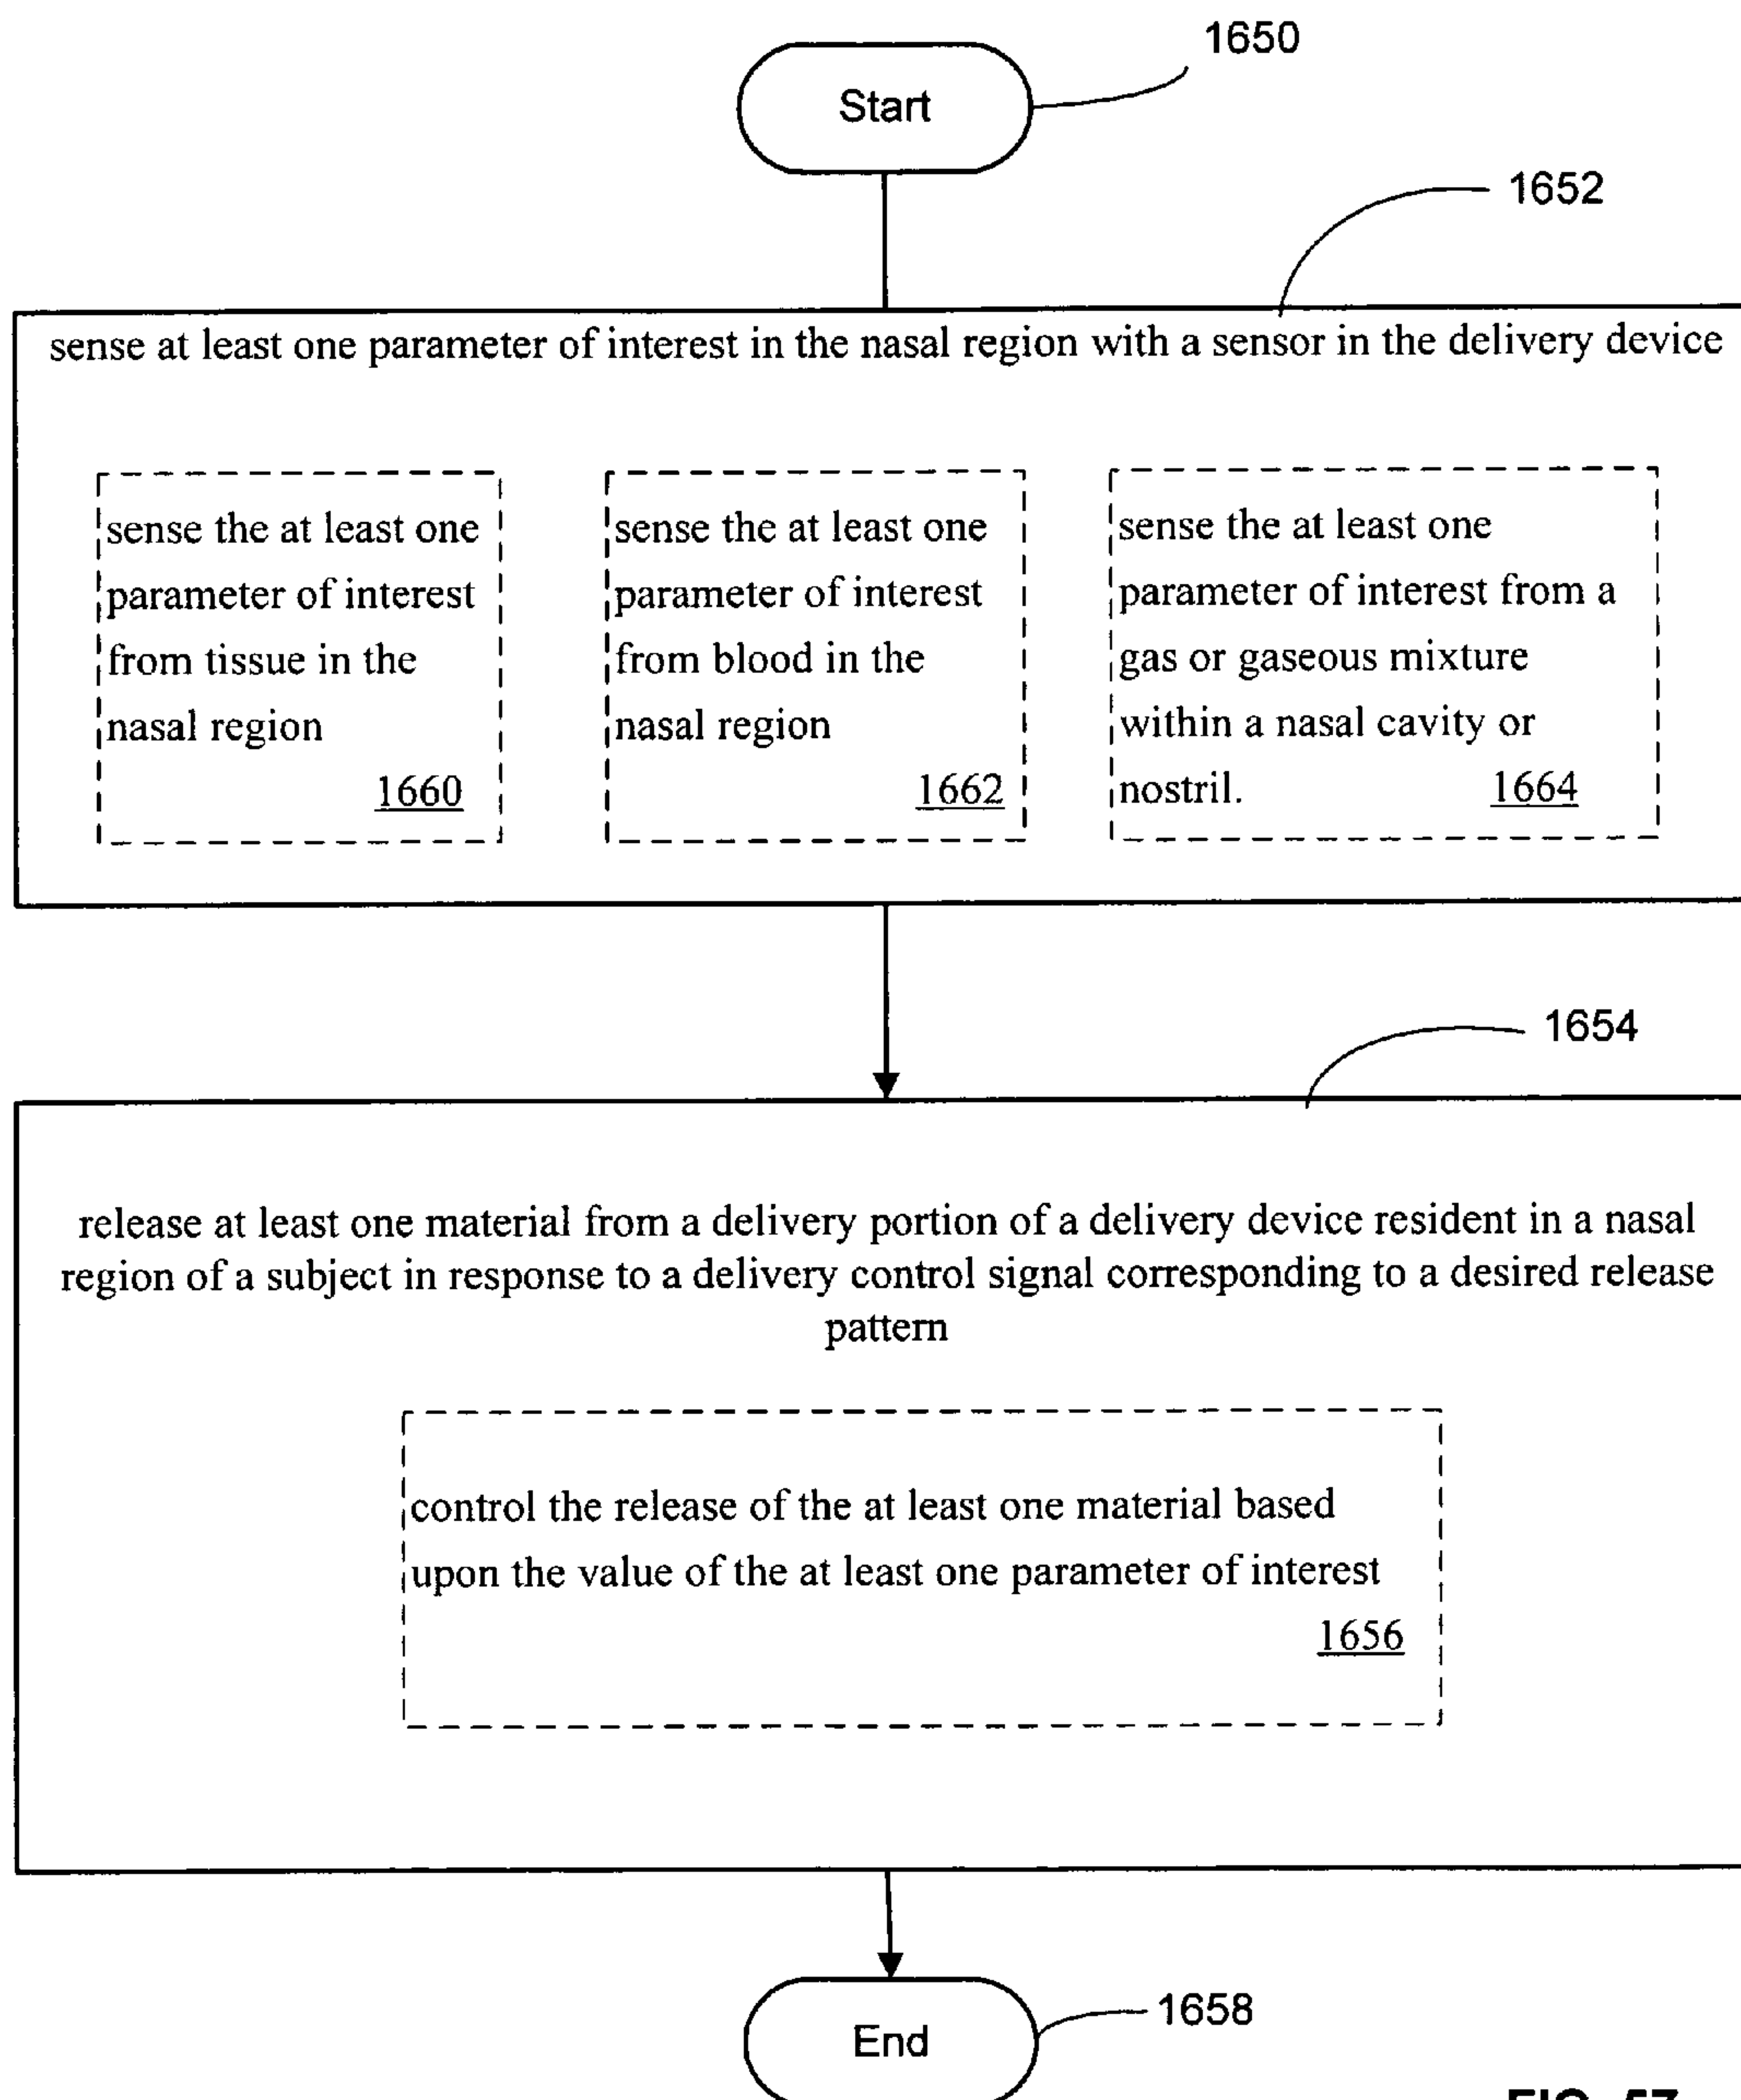 1650
Start
1652
sense at least one parameter of interest in the nasal region with a sensor in the delivery device
sense the at least one
parameter of interest
from tissue in the
nasal region
1660
sense the at least one
parameter of interest
from blood in the
nasal region
1662
sense the at least one
parameter of interest from a
gas or gaseous mixture
within a nasal cavity or
nostril.
1664
1654
release at least one material from a delivery portion of a delivery device resident in a nasal
region of a subject in response to a delivery control signal corresponding to a desired release
pattern
control the release of the at least one material based
upon the value of the at least one parameter of interest
1656
End
1658